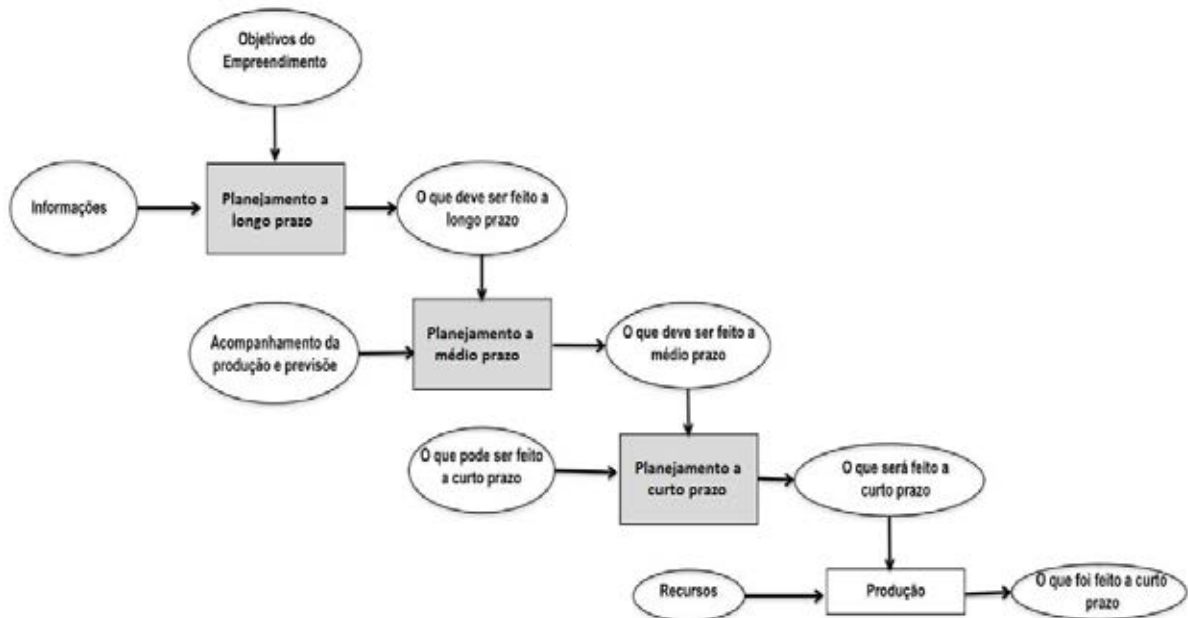 Objetivos do
Empreendimento
Informações
Planejamento a
longo prazo
O que deve ser feito a
longo prazo
Acompanhamento da
produção e previsõe
Planejamento a
médio prazo
O que deve ser feito a
médio prazo
O que pode ser feito
a curto prazo
Planejamento a
curto prazo
O que será feito a
curto prazo
Recursos
Produção
O que foi feito a curto
prazo